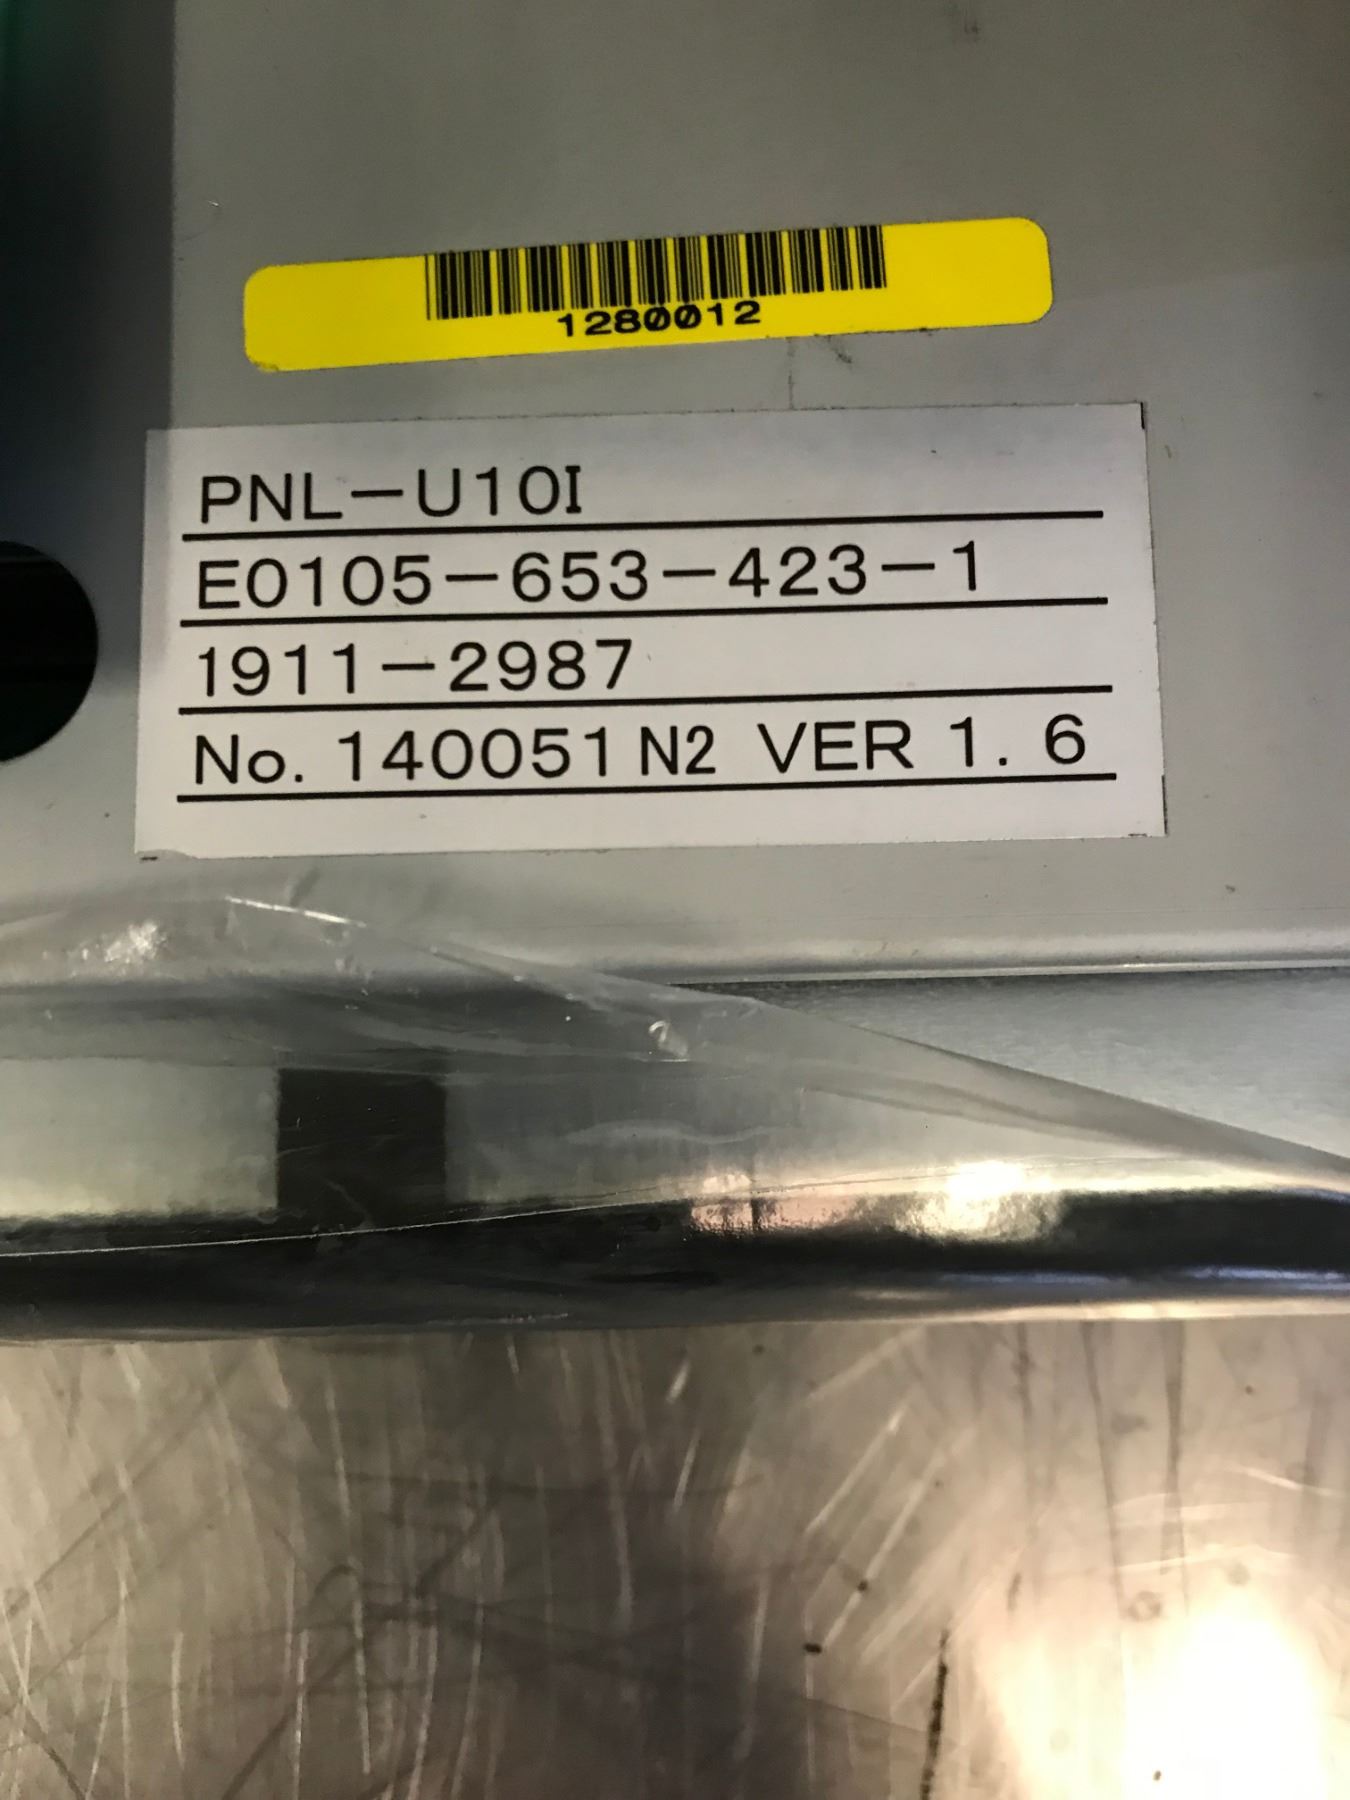 1280012
PNL-U10I
E0105-653-423-1
1911-2987
No. 140051 N2 VER 1. 6